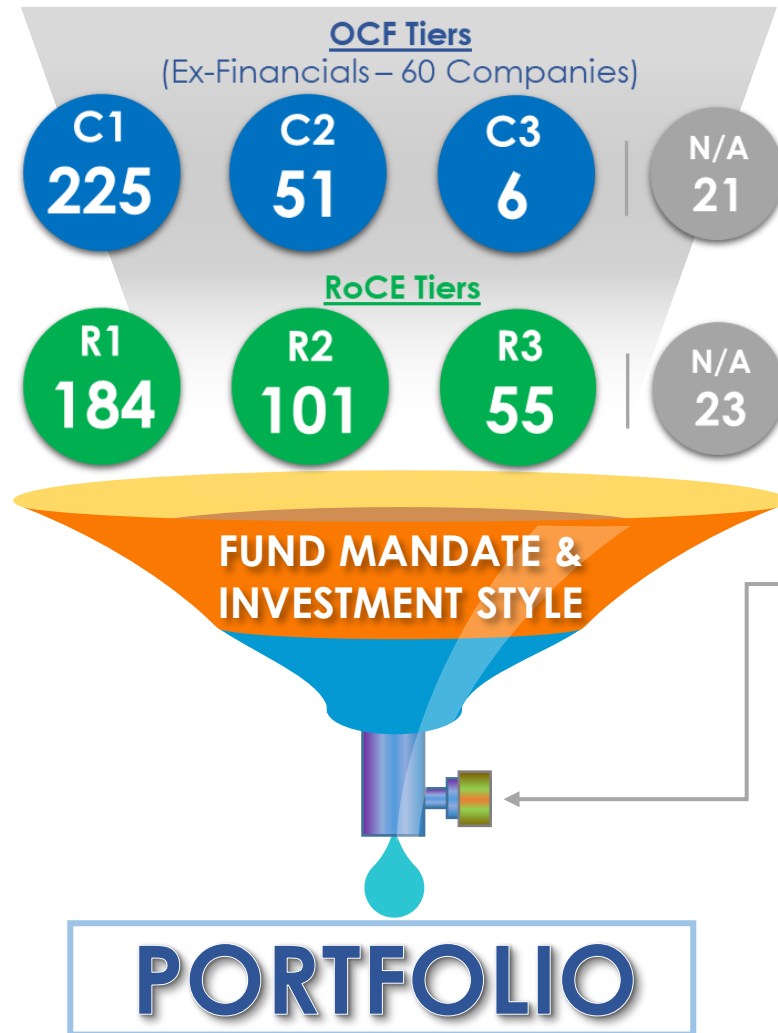 OCF Tiers
(Ex-Financials – 60 Companies)
C1
225
C2
51
C3
6
N/A
21
RoCE Tiers
R1
184
R2
101
R3
55
N/A
23
FUND MANDATE &
INVESTMENT STYLE
PORTFOLIO